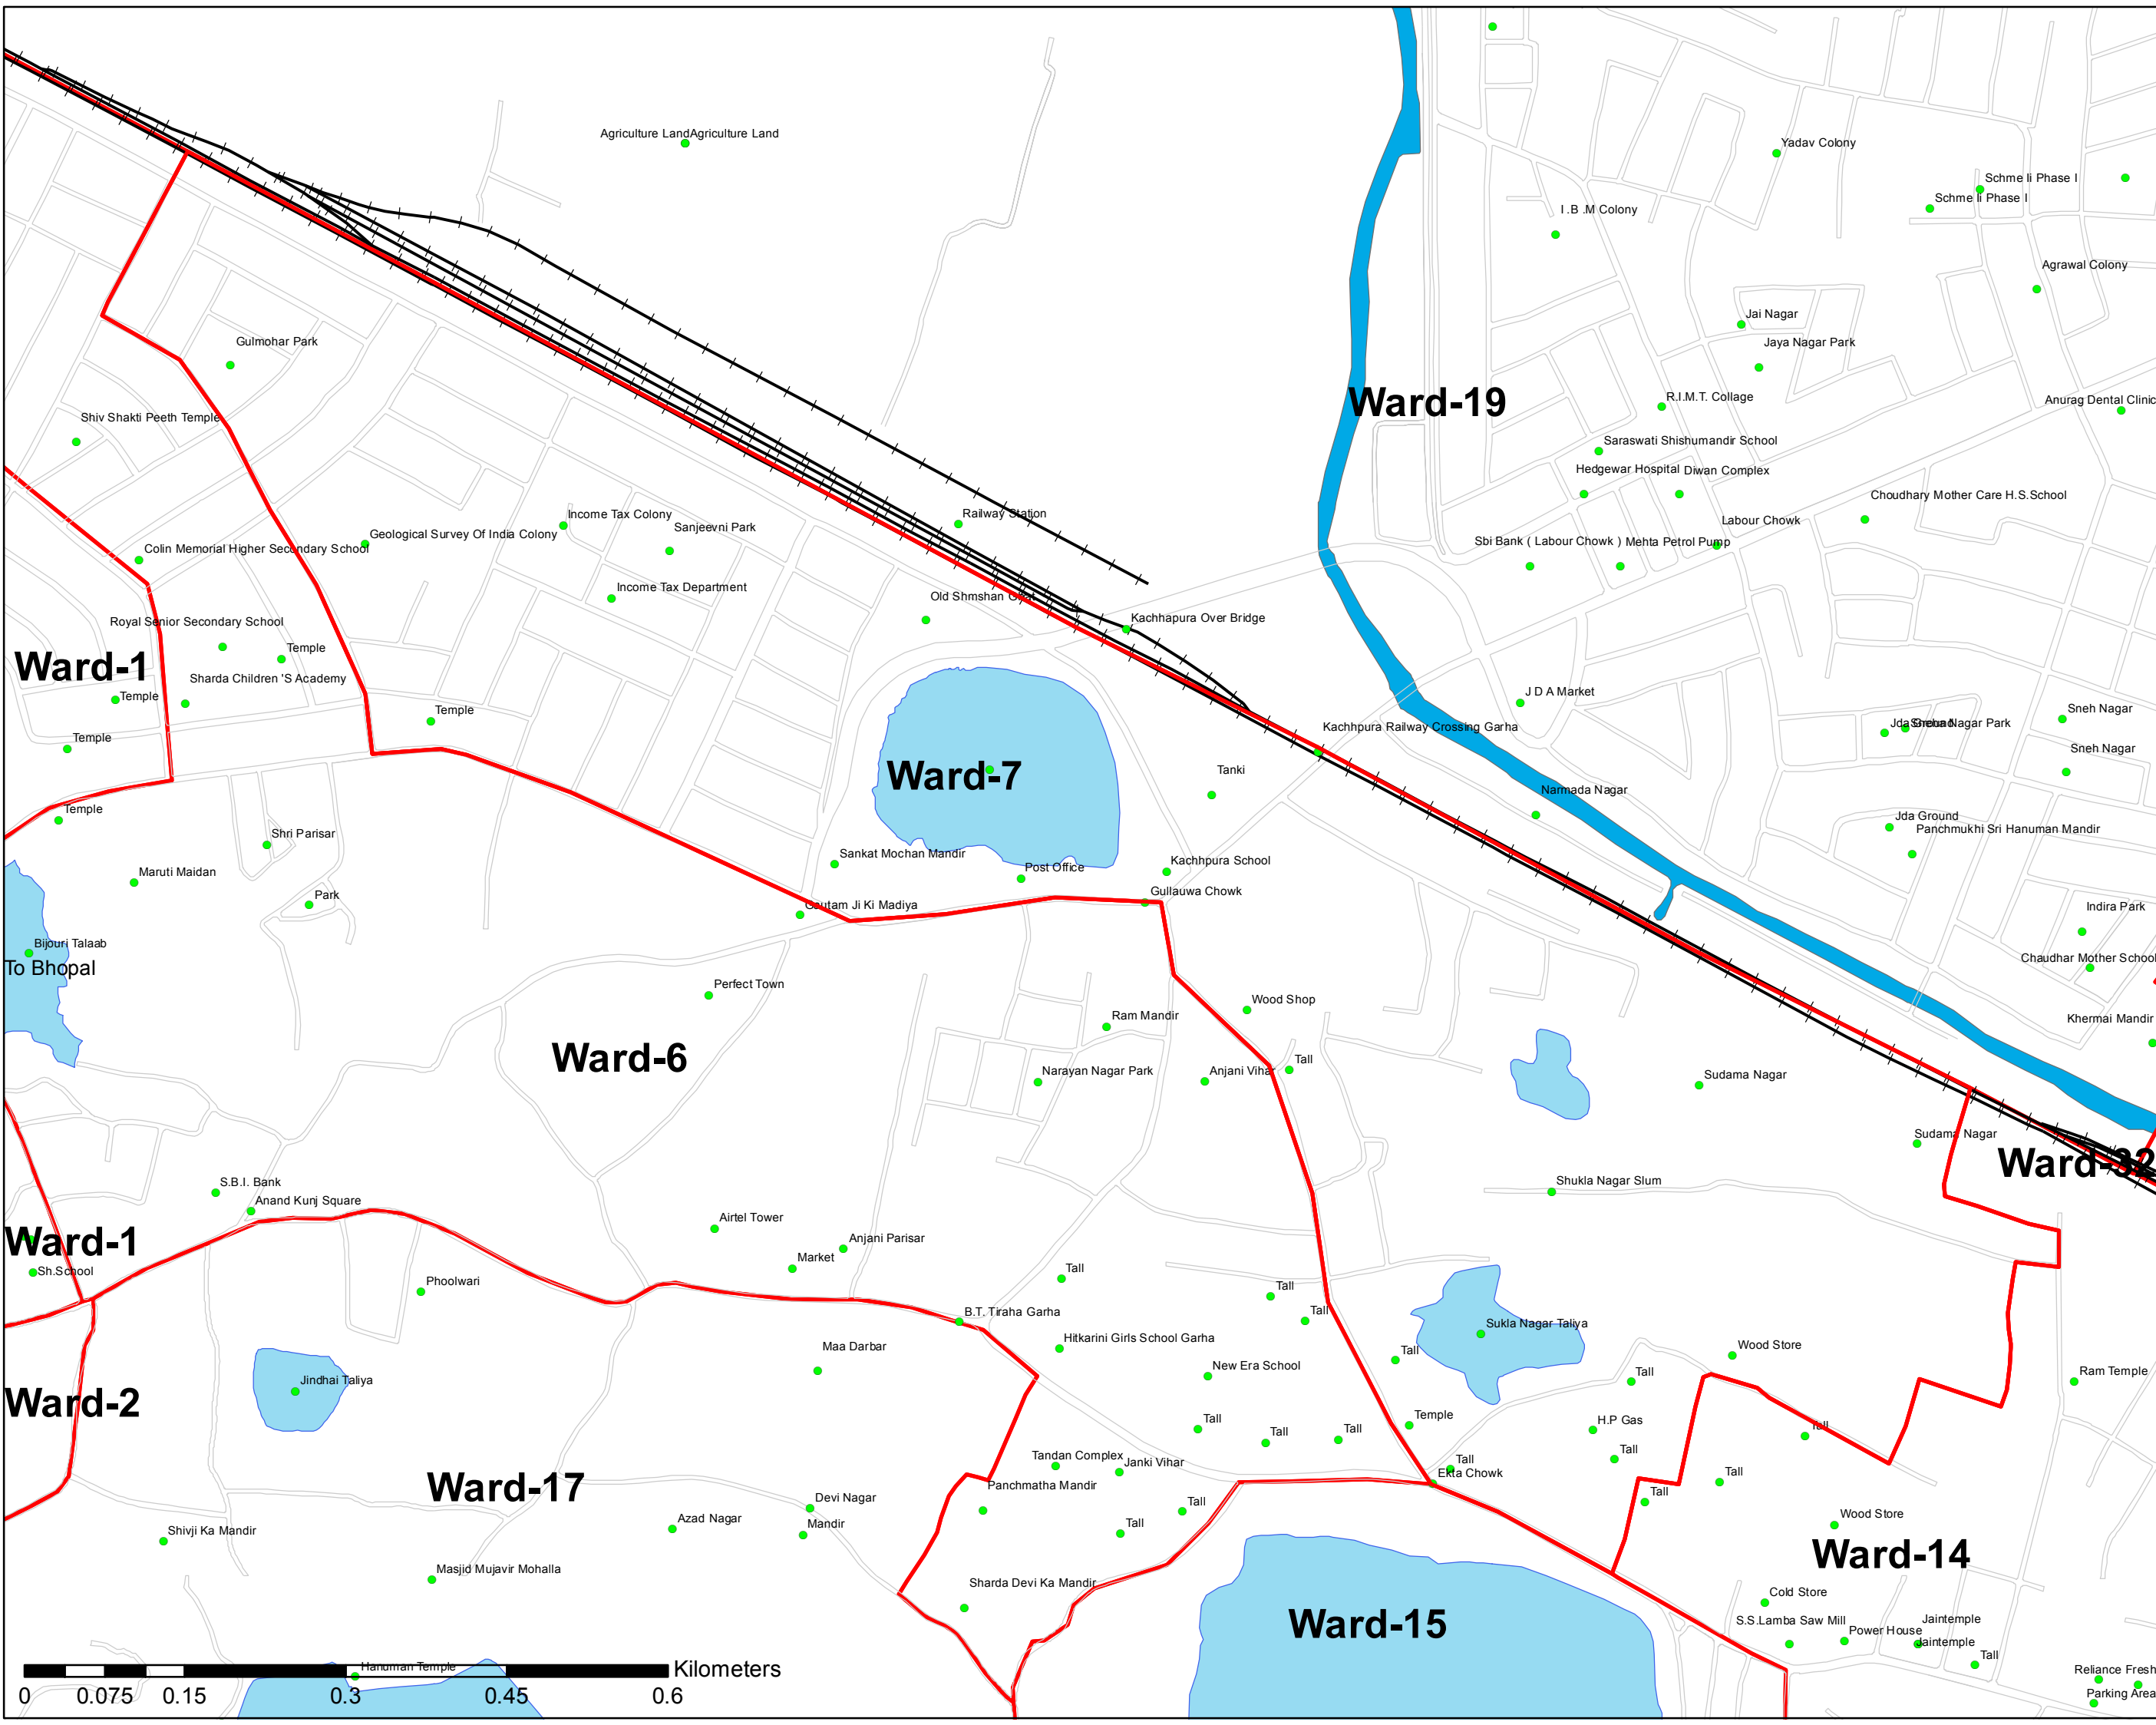 Agriculture LandAgriculture Land
Yadav Colony
Schme Ii Phase I
Schme Ii Phase I
I .B .M Colony
Agrawal Colony
Jai Nagar
Gulmohar Park
Jaya Nagar Park
Ward-19
R.I.M.T. Collage
Anurag Dental Clinic
Shiv Shakti Peeth Temple
Saraswati Shishumandir School
Hedgewar Hospital
Diwan Complex
Choudhary Mother Care H.S.School
Income Tax Colony
Sanjeevni Park
Railway Station
Labour Chowk
Geological Survey Of India Colony
Colin Memorial Higher Secondary School
Sbi Bank ( Labour Chowk )
Mehta Petrol Pump
Income Tax Department
Old Shmshan Ghat
Kachhapura Over Bridge
Royal Senior Secondary School
Temple
Ward-1
Sharda Children 'S Academy
Temple
J D A Market
Temple
Kachhpura Railway Crossing Garha
Jda Ground
Sneh Nagar Park
Sneh Nagar
Temple
Sneh Nagar
Ward-7
Tanki
Narmada Nagar
Temple
Jda Ground
Panchmukhi Sri Hanuman Mandir
Shri Parisar
Sankat Mochan Mandir
Post Office
Kachhpura School
Maruti Maidan
Park
Gautam Ji Ki Madiya
Gullauwa Chowk
Indira Park
Bijouri Talaab
To Bhopal
Chaudhar Mother School
Perfect Town
Wood Shop
Ram Mandir
Khermai Mandir
Ward-6
Tall
Narayan Nagar Park
Anjani Vihar
Sudama Nagar
Sudama Nagar
Ward-32
S.B.I. Bank
Shukla Nagar Slum
Anand Kunj Square
Airtel Tower
Anjani Parisar
Ward-1
Market
Sh.School
Phoolwari
Tall
Tall
B.T. Tiraha Garha
Tall
Sukla Nagar Taliya
Hitkarini Girls School Garha
Maa Darbar
Tall
Wood Store
New Era School
Tall
Ram Temple
Jindhai Taliya
Ward-2
Temple
H.P Gas
Tall
Tall
Tall
Tall
Tandan Complex
Janki Vihar
Tall
Tall
Ekta Chowk
Tall
Ward-17
Panchmatha Mandir
Tall
Devi Nagar
Tall
Azad Nagar
Mandir
Tall
Wood Store
Shivji Ka Mandir
Ward-14
Masjid Mujavir Mohalla
Sharda Devi Ka Mandir
Cold Store
Ward-15
S.S.Lamba Saw Mill
Jaintemple
Power House
Jaintemple
Tall
Hanuman Temple
Kilometers
Reliance Fresh
0 0.075 0.15 0.3 0.45 0.6
Parking Area